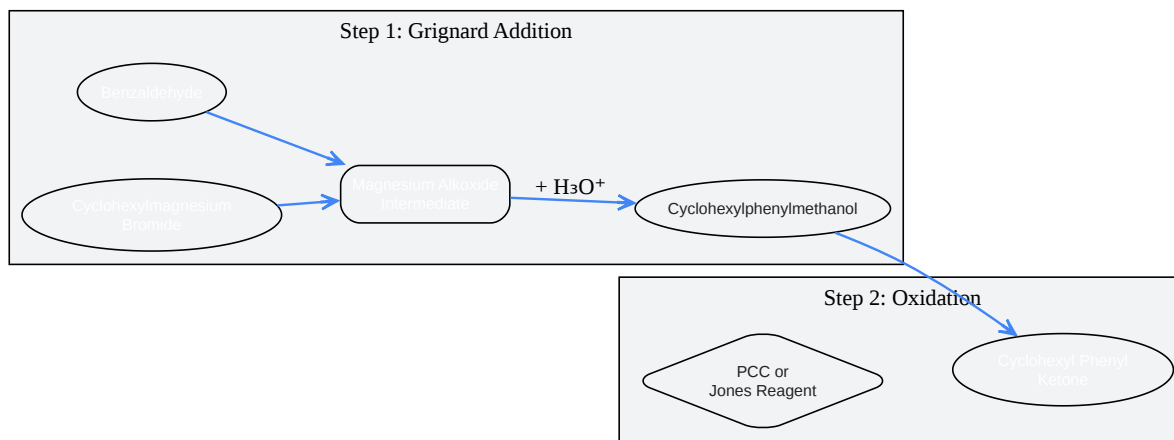 Step 1: Grignard Addition
Benzaldehyde
Magnesium Alkoxide
Intermediate
+ H₃O⁺
Cyclohexylmagnesium
Bromide
Cyclohexylphenylmethanol
Step 2: Oxidation
PCC or
Jones Reagent
Cyclohexyl Phenyl
Ketone